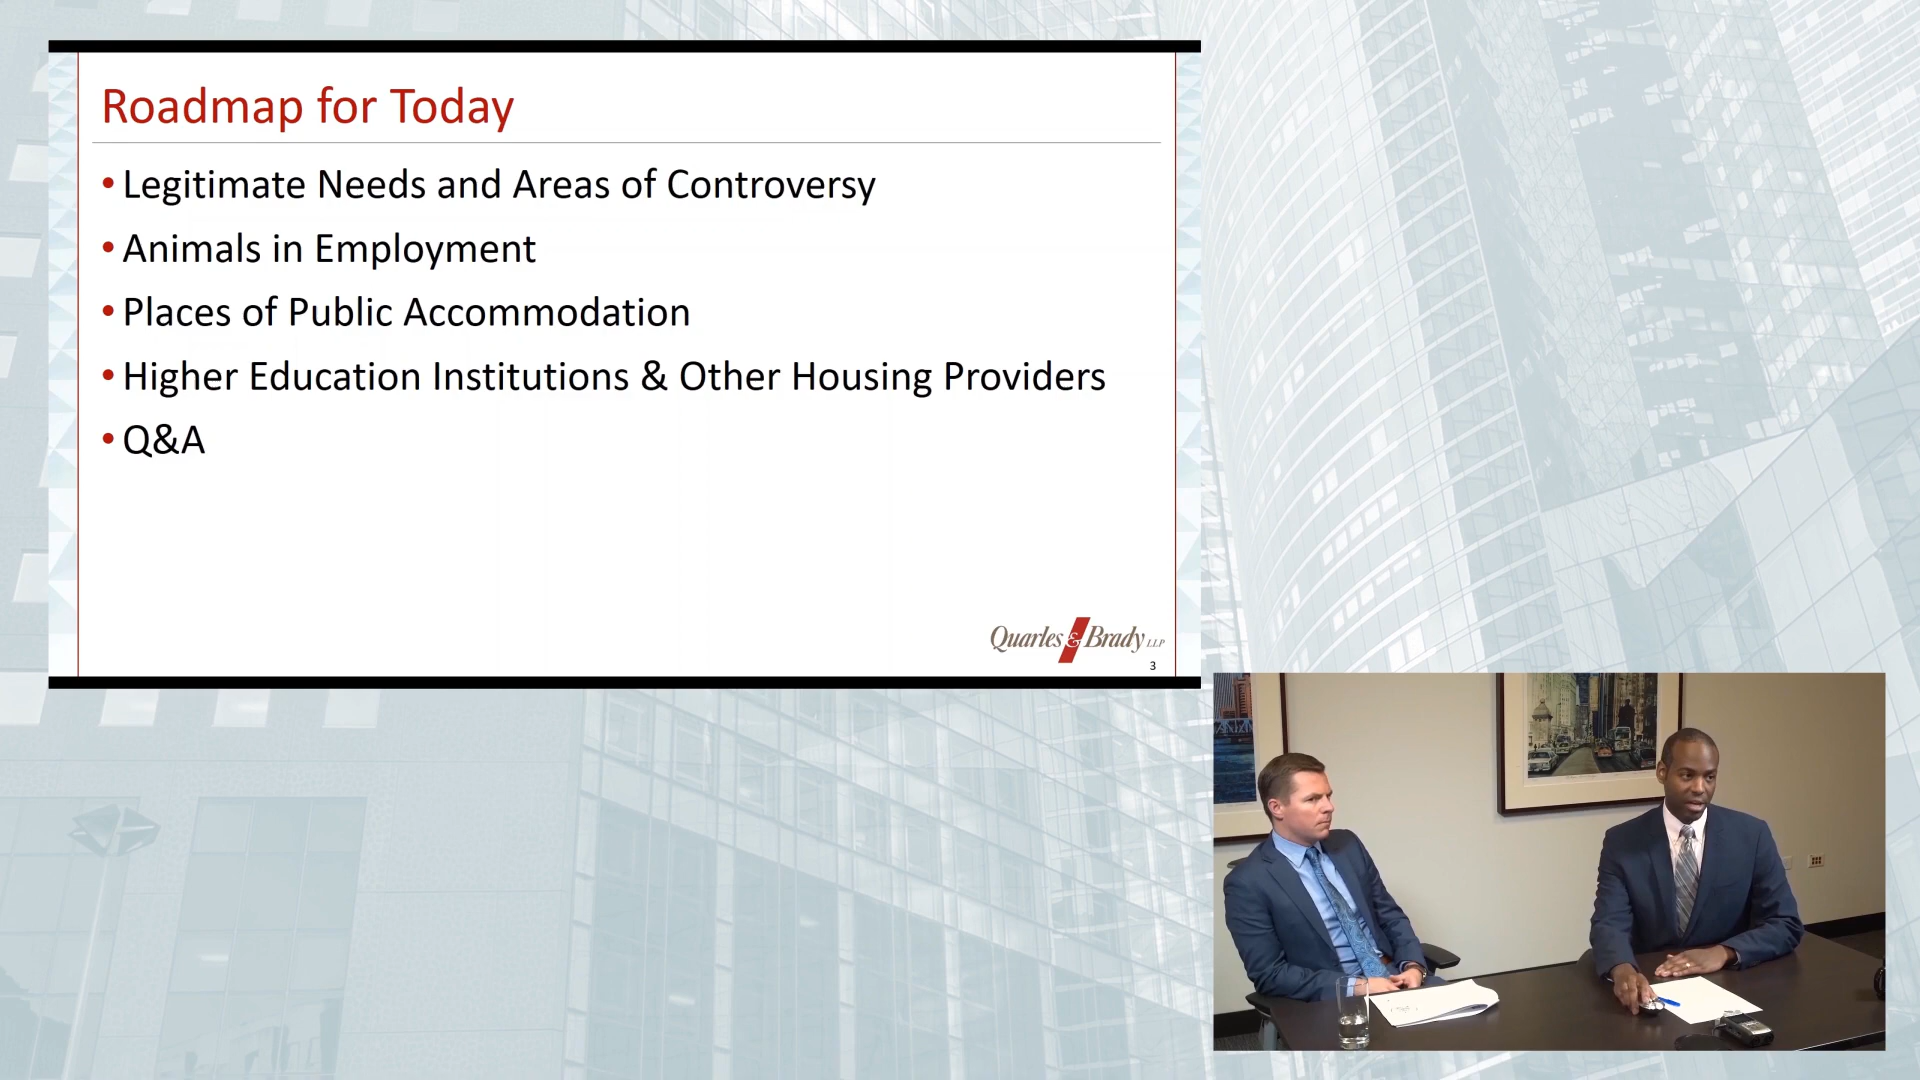 Roadmap for Today
• Legitimate Needs and Areas of Controversy
• Animals in Employment
• Places of Public Accommodation
• Higher Education Institutions & Other Housing Providers
• Q&A
Quarles & Brady LLP
3